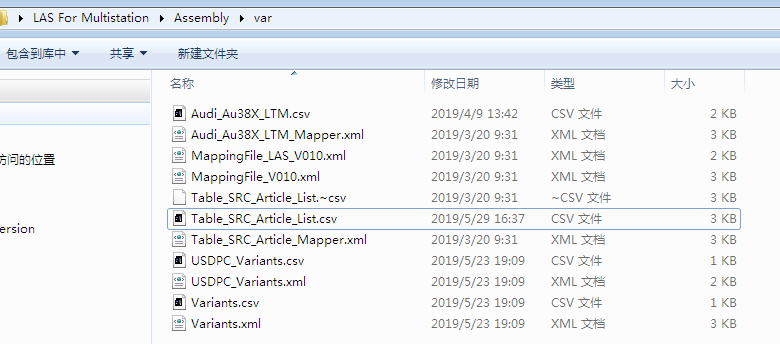 LAS For Multistation Assembly var
包含到库中 共享 新建文件夹
名称 修改日期 类型 大小
Audi_Au38X_LTM.csv 2019/4/9 13:42 CSV 文件 2 KB
Audi_Au38X_LTM_Mapper.xml 2019/3/20 9:31 XML 文档 3 KB
访问的位置
MappingFile_LAS_V010.xml 2019/3/20 9:31 XML 文档 2 KB
MappingFile_V010.xml 2019/3/20 9:31 XML 文档 3 KB
Table_SRC_Article_List.~csv 2019/3/20 9:31 ~CSV 文件 3 KB
Table_SRC_Article_List.csv 2019/5/29 16:37 CSV 文件 3 KB
ersion
Table_SRC_Article_Mapper.xml 2019/3/20 9:31 XML 文档 3 KB
USDPC_Variants.csv 2019/5/23 19:09 CSV 文件 1 KB
USDPC_Variants.xml 2019/5/23 19:09 XML 文档 2 KB
Variants.csv 2019/5/23 19:09 CSV 文件 1 KB
Variants.xml 2019/5/23 19:09 XML 文档 3 KB